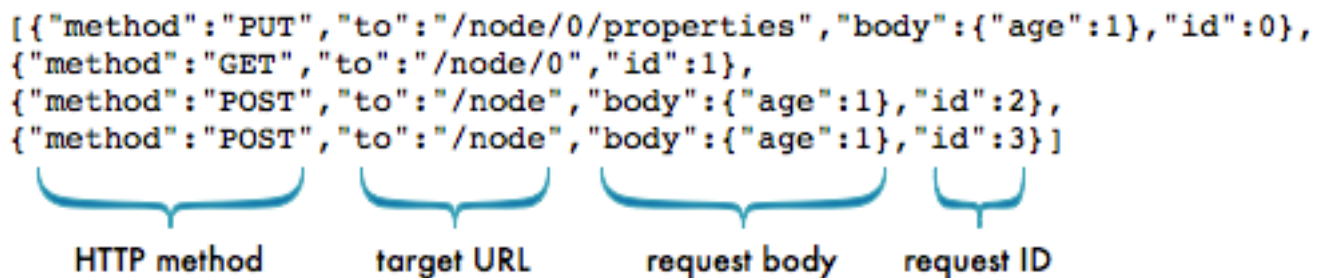 [{"method":"PUT","to":"/node/0/properties","body":{"age":1},"id":0},
{"method":"GET","to":"/node/0","id":1},
{"method":"POST","to":"/node","body":{"age":1},"id":2},
{"method":"POST","to":"/node","body":{"age":1},"id":3}]
HTTP method target URL request body request ID